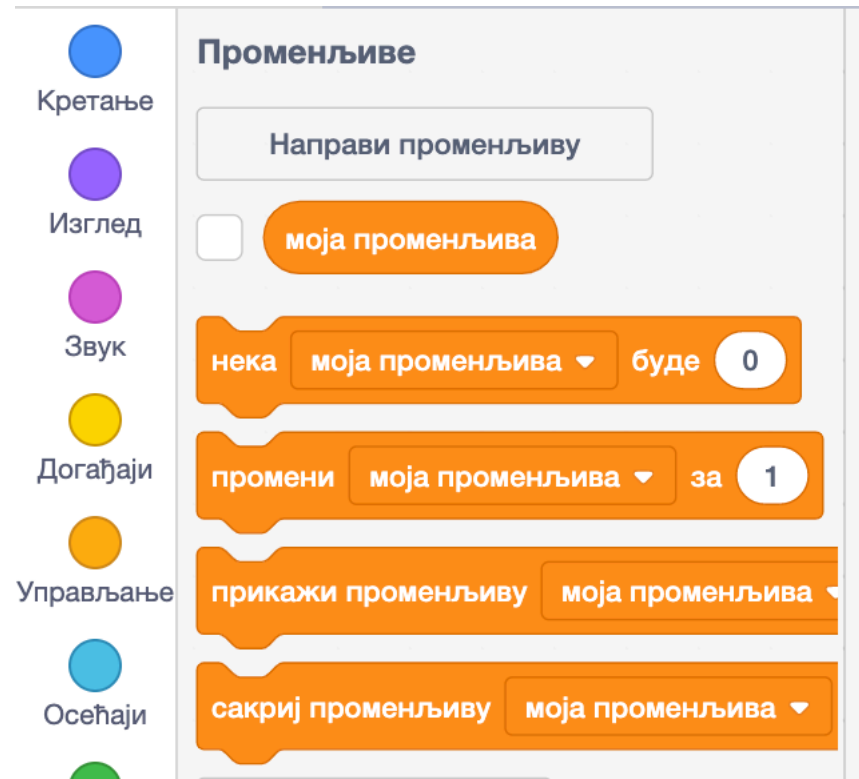 Кретање
Изглед
Звук
Догађаји
Управљање
Осећаји
Променљиве
Направи променљиву
моја променљива
нека моја променљива буде 0
промени моја променљива за 1
прикажи променљиву моја променљива
сакриј променљиву моја променљива